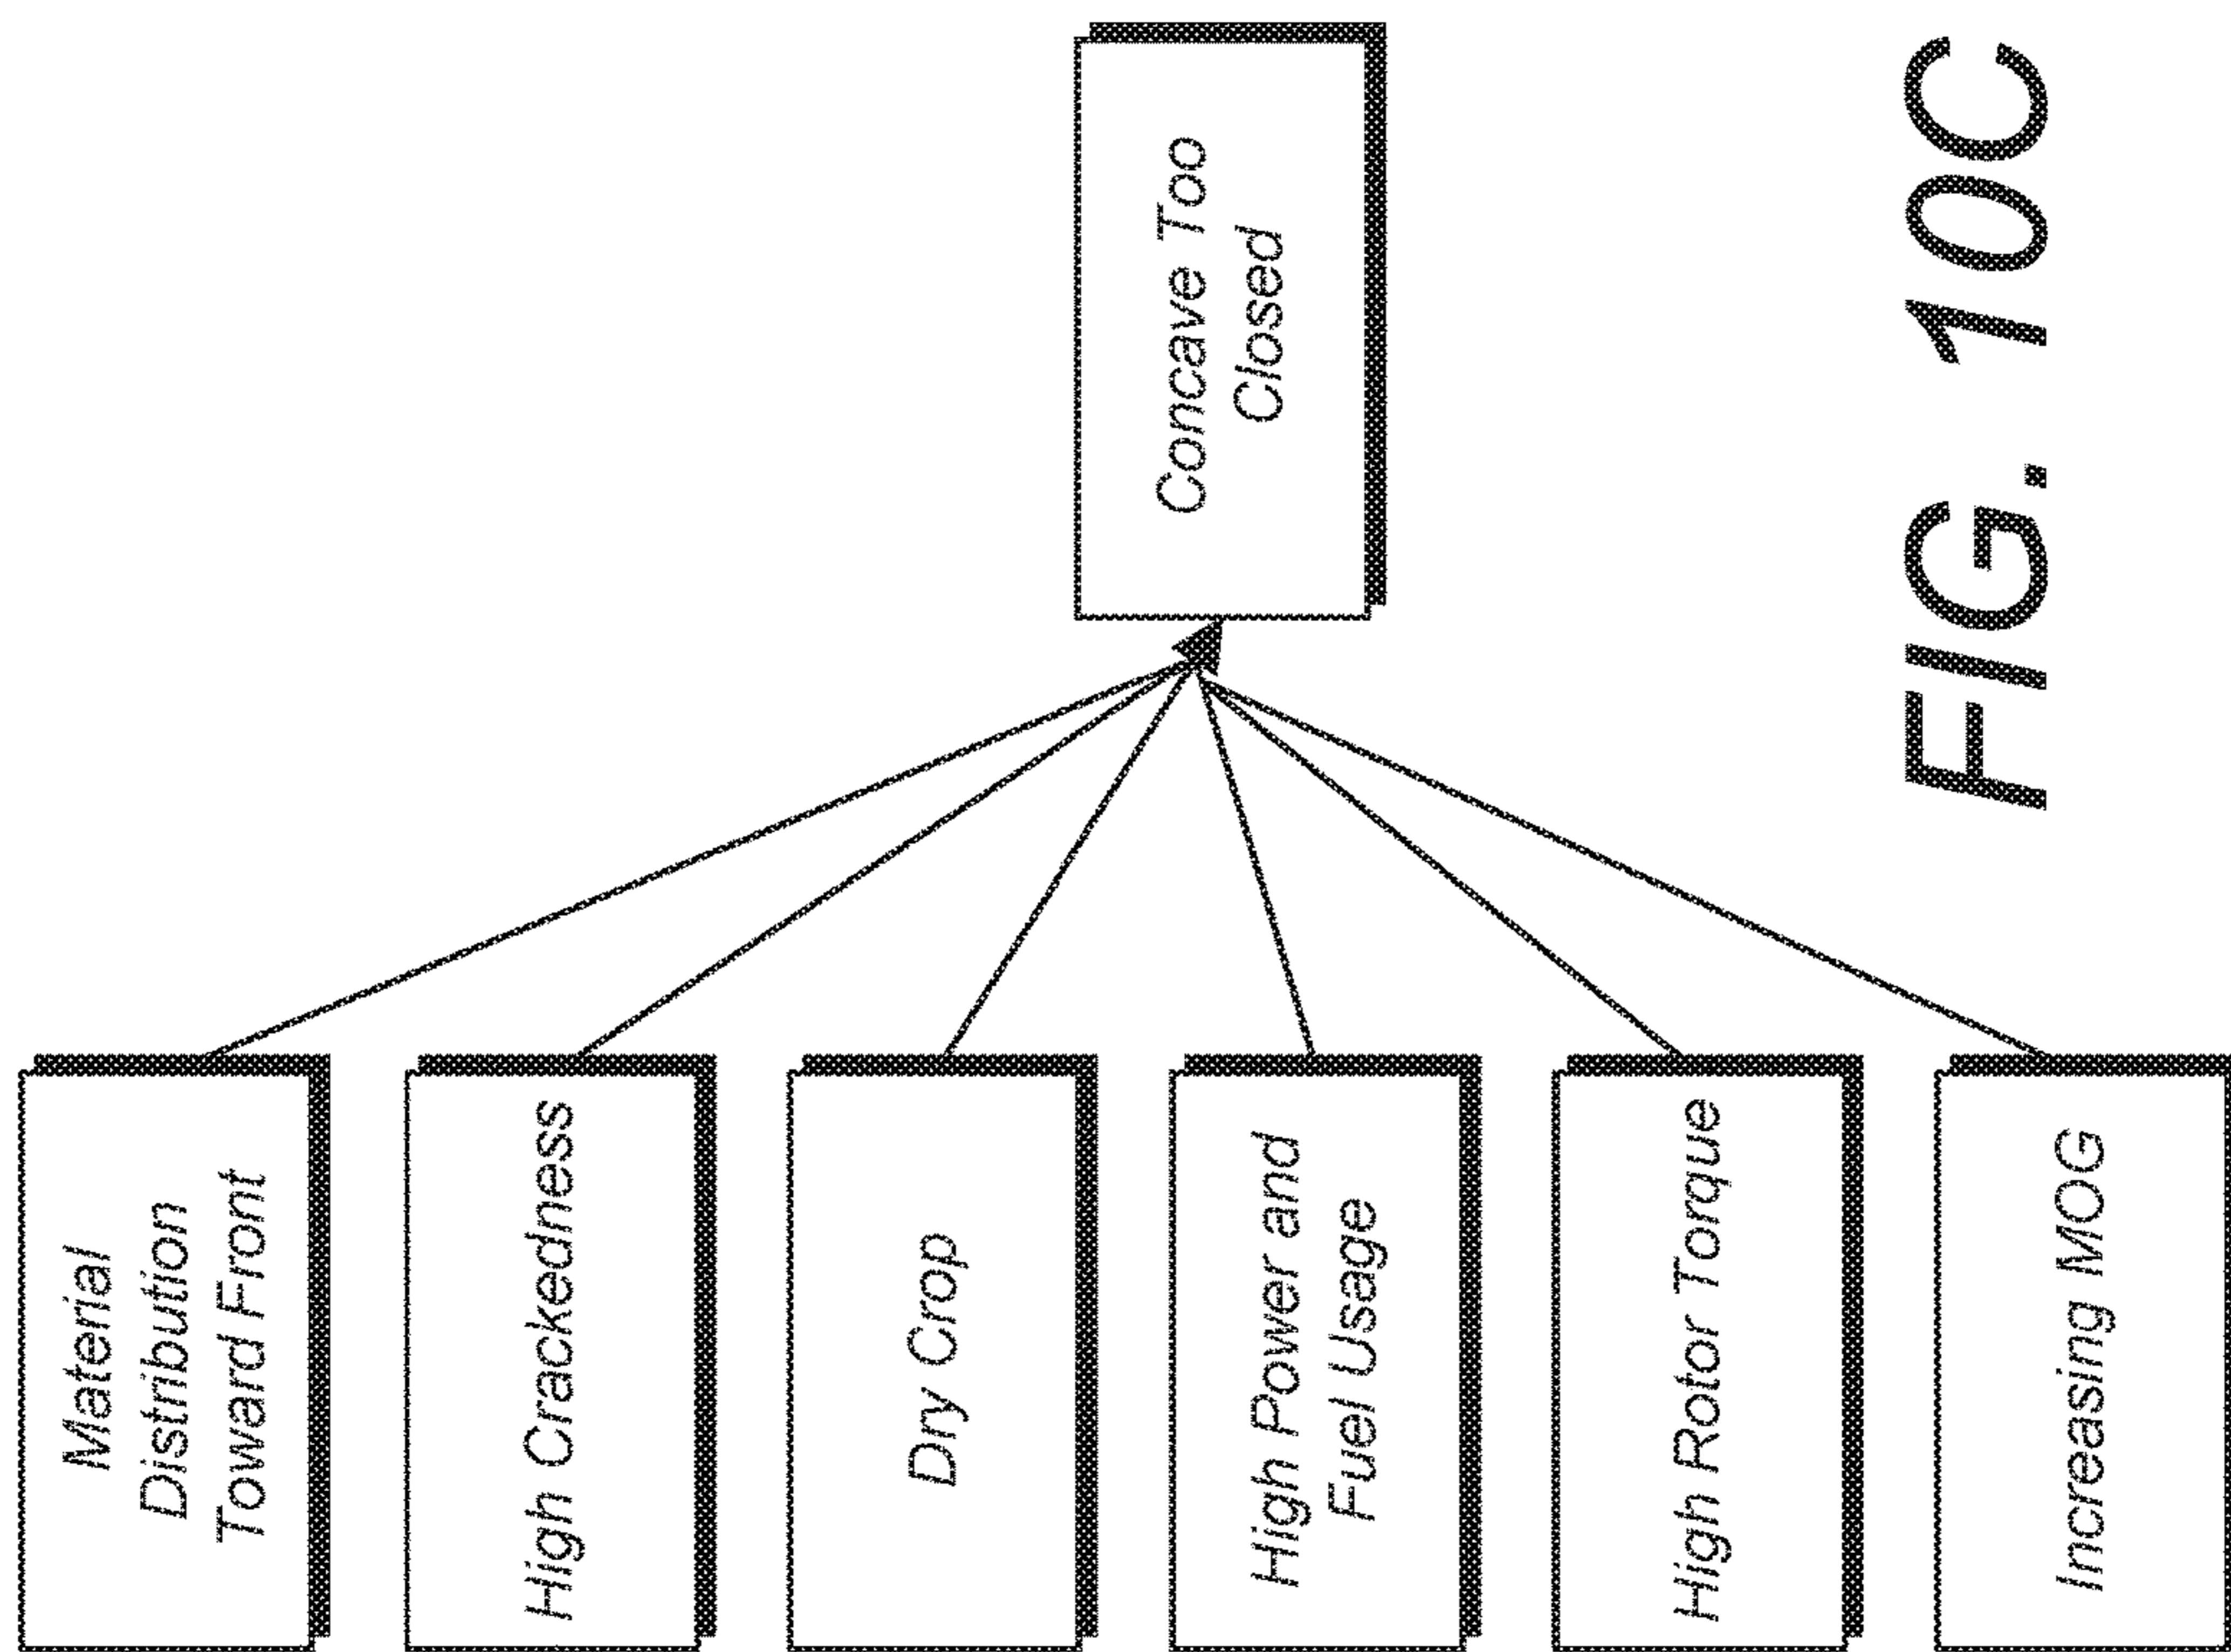 Material
Distribution
Toward Front
High Crackedness
Dry Crop
High Power and
Fuel Usage
High Rotor Torque
Increasing MOG
Concave Too
Closed
FIG. 10C